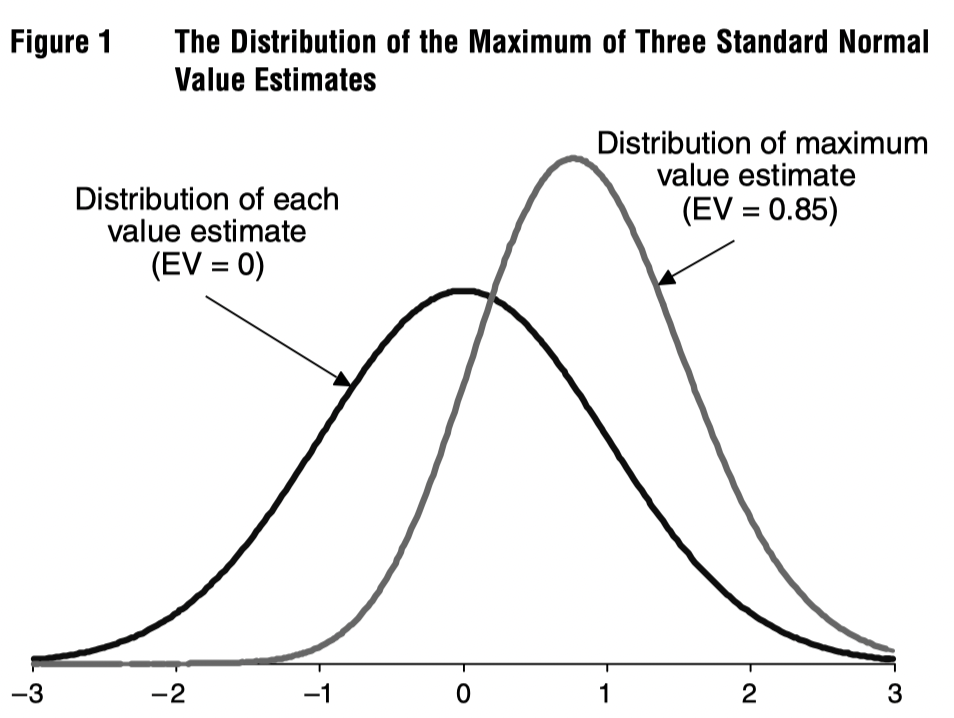 Figure 1 The Distribution of the Maximum of Three Standard Normal
Value Estimates
Distribution of maximum
value estimate
(EV = 0.85)
Distribution of each
value estimate
(EV = 0)
−3 −2 −1 0 1 2 3